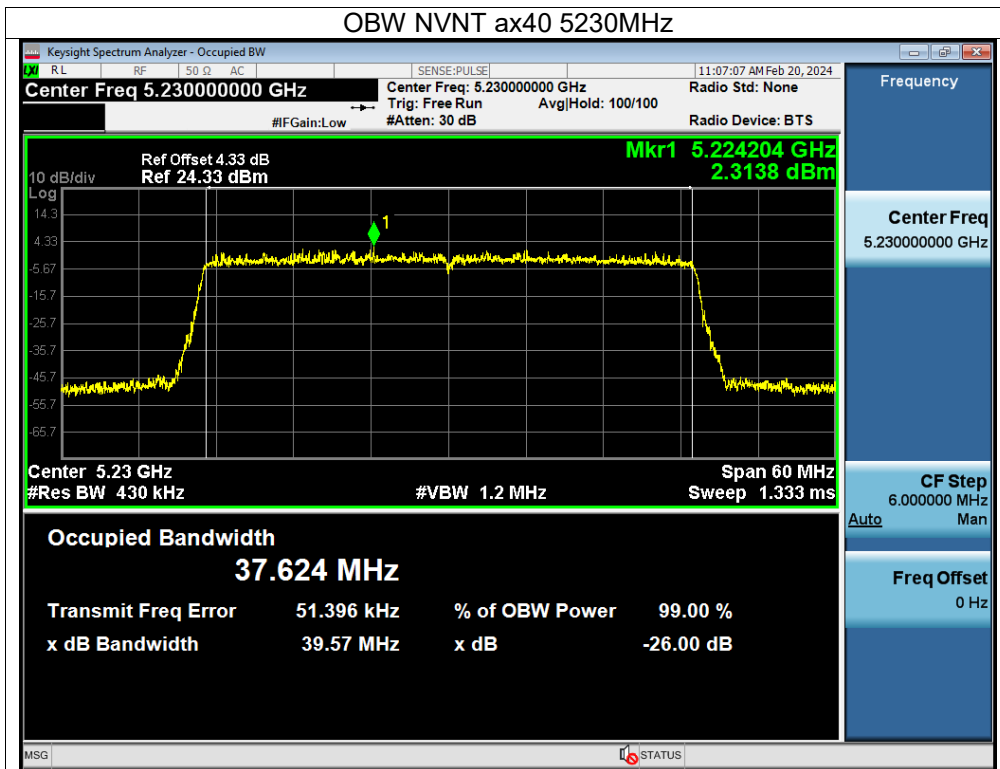 OBW NVNT ax40 5230MHz
Keysight Spectrum Analyzer - Occupied BW
LXI RL RF 50 Ω AC SENSE:PULSE 11:07:07 AM Feb 20, 2024
Center Freq 5.230000000 GHz
Center Freq: 5.230000000 GHz
Radio Std: None
Trig: Free Run Avg|Hold: 100/100
#IFGain:Low
#Atten: 30 dB
Radio Device: BTS
Frequency
Mkr1 5.224204 GHz
2.3138 dBm
Ref Offset 4.33 dB
10 dB/div Ref 24.33 dBm
Log
14.3
1
4.33
-5.67
-15.7
-25.7
-35.7
-45.7
-55.7
-65.7
Center 5.23 GHz Span 60 MHz
#Res BW 430 kHz #VBW 1.2 MHz Sweep 1.333 ms
Center Freq
5.230000000 GHz
CF Step
6.000000 MHz
Auto Man
Freq Offset
0 Hz
Occupied Bandwidth
37.624 MHz
Transmit Freq Error 51.396 kHz % of OBW Power 99.00 %
x dB Bandwidth 39.57 MHz x dB -26.00 dB
MSG STATUS